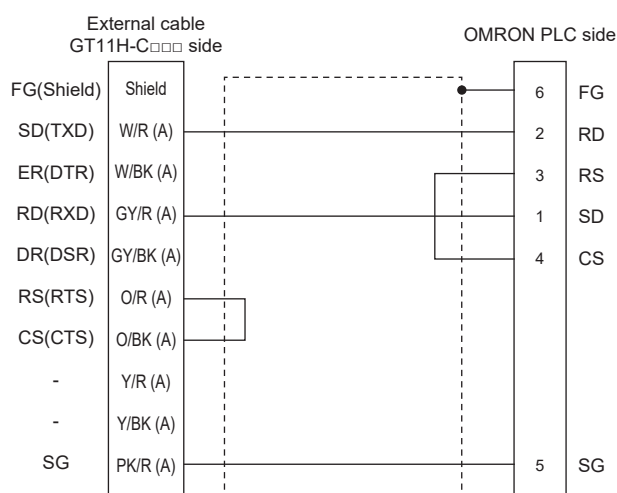 External cable
GT11H-C□□□ side
OMRON PLC side
FG(Shield) Shield 6 FG
SD(TXD) W/R (A) 2 RD
ER(DTR) W/BK (A) 3 RS
RD(RXD) GY/R (A) 1 SD
DR(DSR) GY/BK (A) 4 CS
RS(RTS) O/R (A)
CS(CTS) O/BK (A)
- Y/R (A)
- Y/BK (A)
SG PK/R (A) 5 SG